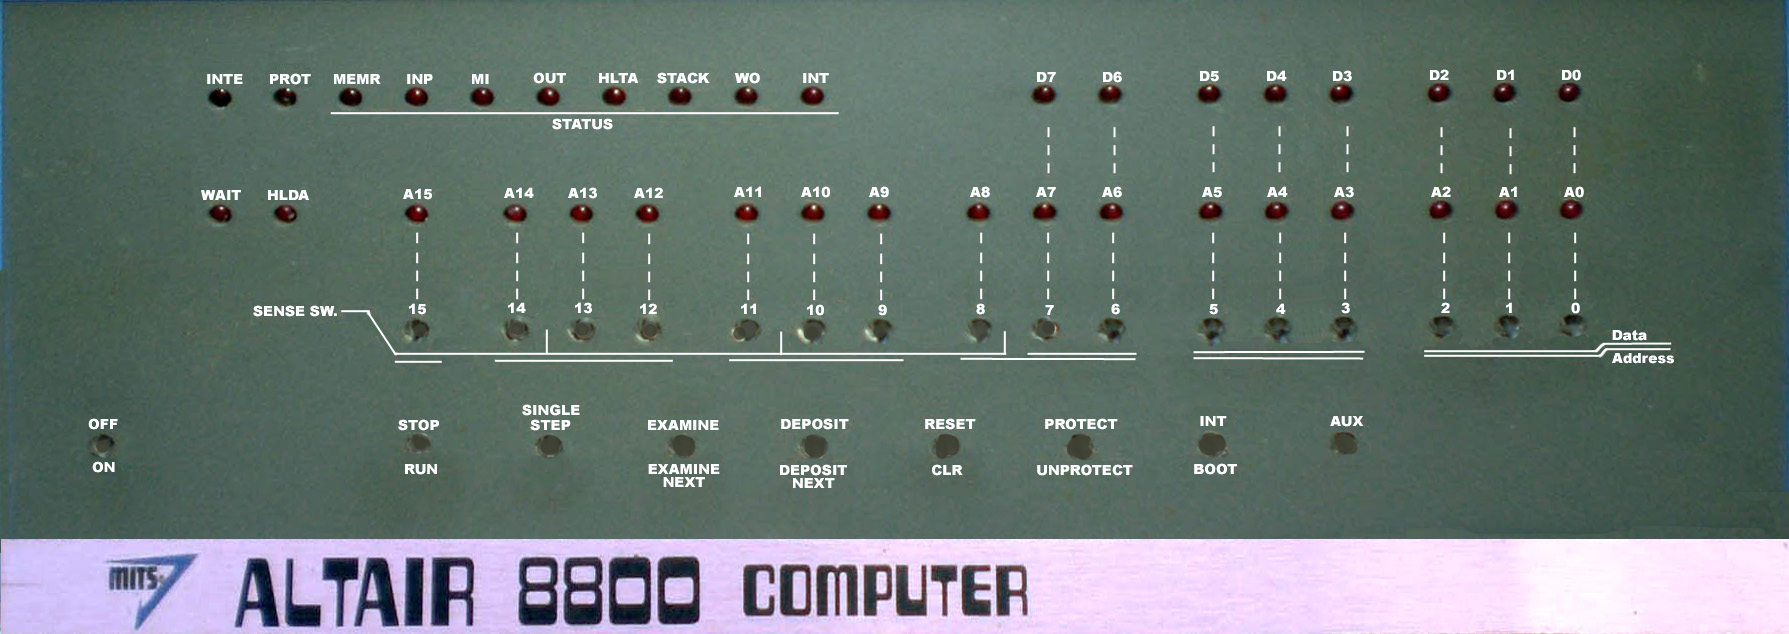 INTE PROT MEMR INP MI OUT HLTA STACK WO INT D7 D6 D5 D4 D3 D2 D1 D0
STATUS
WAIT HLDA A15 A14 A13 A12 A11 A10 A9 A8 A7 A6 A5 A4 A3 A2 A1 A0
SENSE SW. 15 14 13 12 11 10 9 8 7 6 5 4 3 2 1 0
Data
Address
OFF
ON
STOP
RUN
SINGLE
STEP
EXAMINE
EXAMINE
NEXT
DEPOSIT
DEPOSIT
NEXT
RESET
CLR
PROTECT
UNPROTECT
INT
BOOT
AUX
MITS ALTAIR 8800 COMPUTER